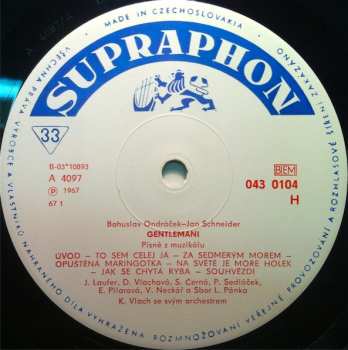 MADE IN CZECHOSLOVAKIA
SUPRAPHON
VŠECHNA PRÁVA VÝROBCE A VLASTNÍKŮ NAHRANÉHO DÍLA VYHRAZENA
ROZMNOŽOVÁNÍ VEŘEJNÉ PROVOZOVÁNÍ A ROZHLASOVÉ ŠÍŘENÍ ZAKÁZÁNO
33
B-03*10893
A 4097
℗ 1967
67 1
BIEM
043 0104
H
Bohuslav Ondráček-Jan Schneider
GENTLEMANI
Písně z muzikálu
ÚVOD - TO SEM CELEJ JÁ - ZA SEDMERÝM MOREM -
OPUŠTĚNÁ MARINGOTKA - NA SVĚTĚ JE MOŘE HOLEK
- JAK SE CHYTÁ RYBA - SOUHVĚZDÍ
J. Laufer, D. Vlachová, S. Černá, P. Sedláček,
E. Pilarová, V. Neckář a Sbor L. Pánka
K. Vlach se svým orchestrem